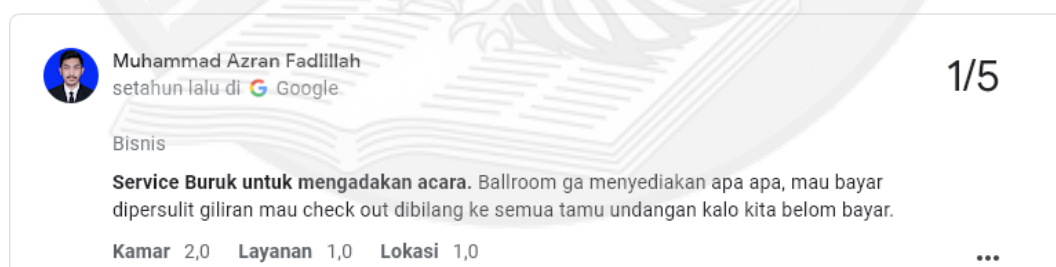 Muhammad Azran Fadlillah
1/5
setahun lalu di Google
Bisnis
Service Buruk untuk mengadakan acara. Ballroom ga menyediakan apa apa, mau bayar
dipersulit giliran mau check out dibilang ke semua tamu undangan kalo kita belom bayar.
Kamar 2,0 Layanan 1,0 Lokasi 1,0